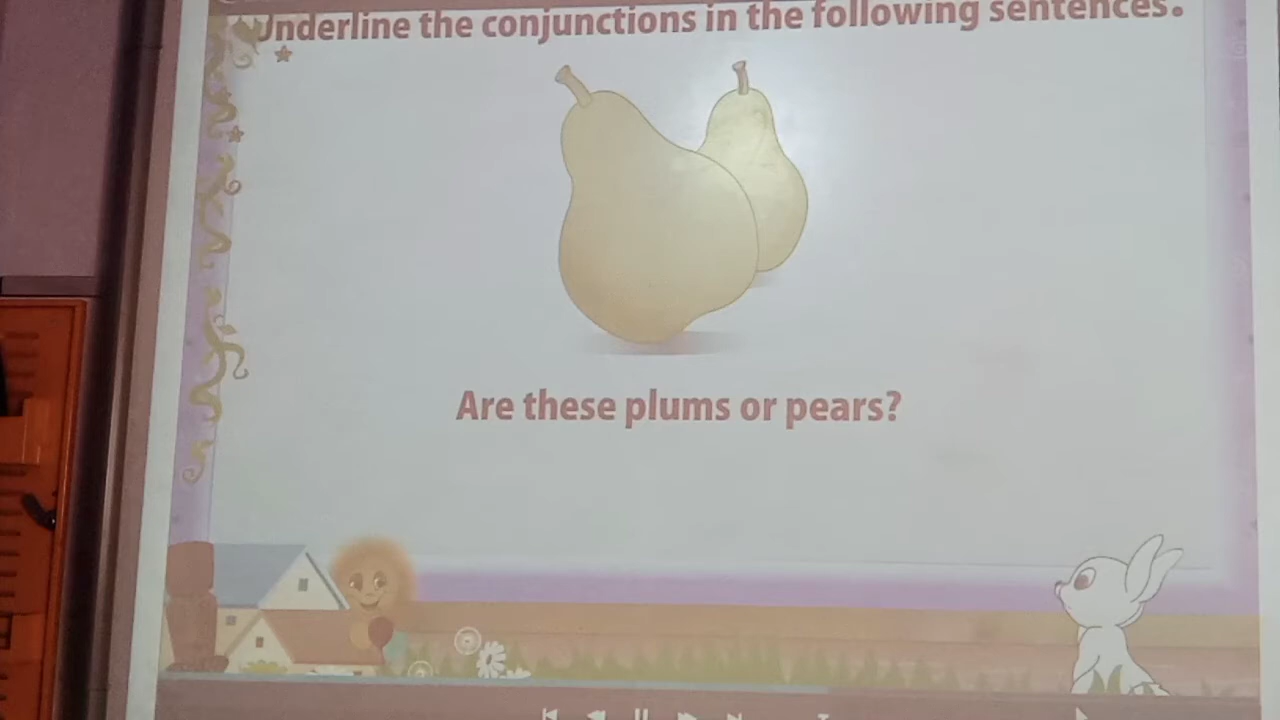 Underline the conjunctions in the following sentences.
Are these plums or pears?